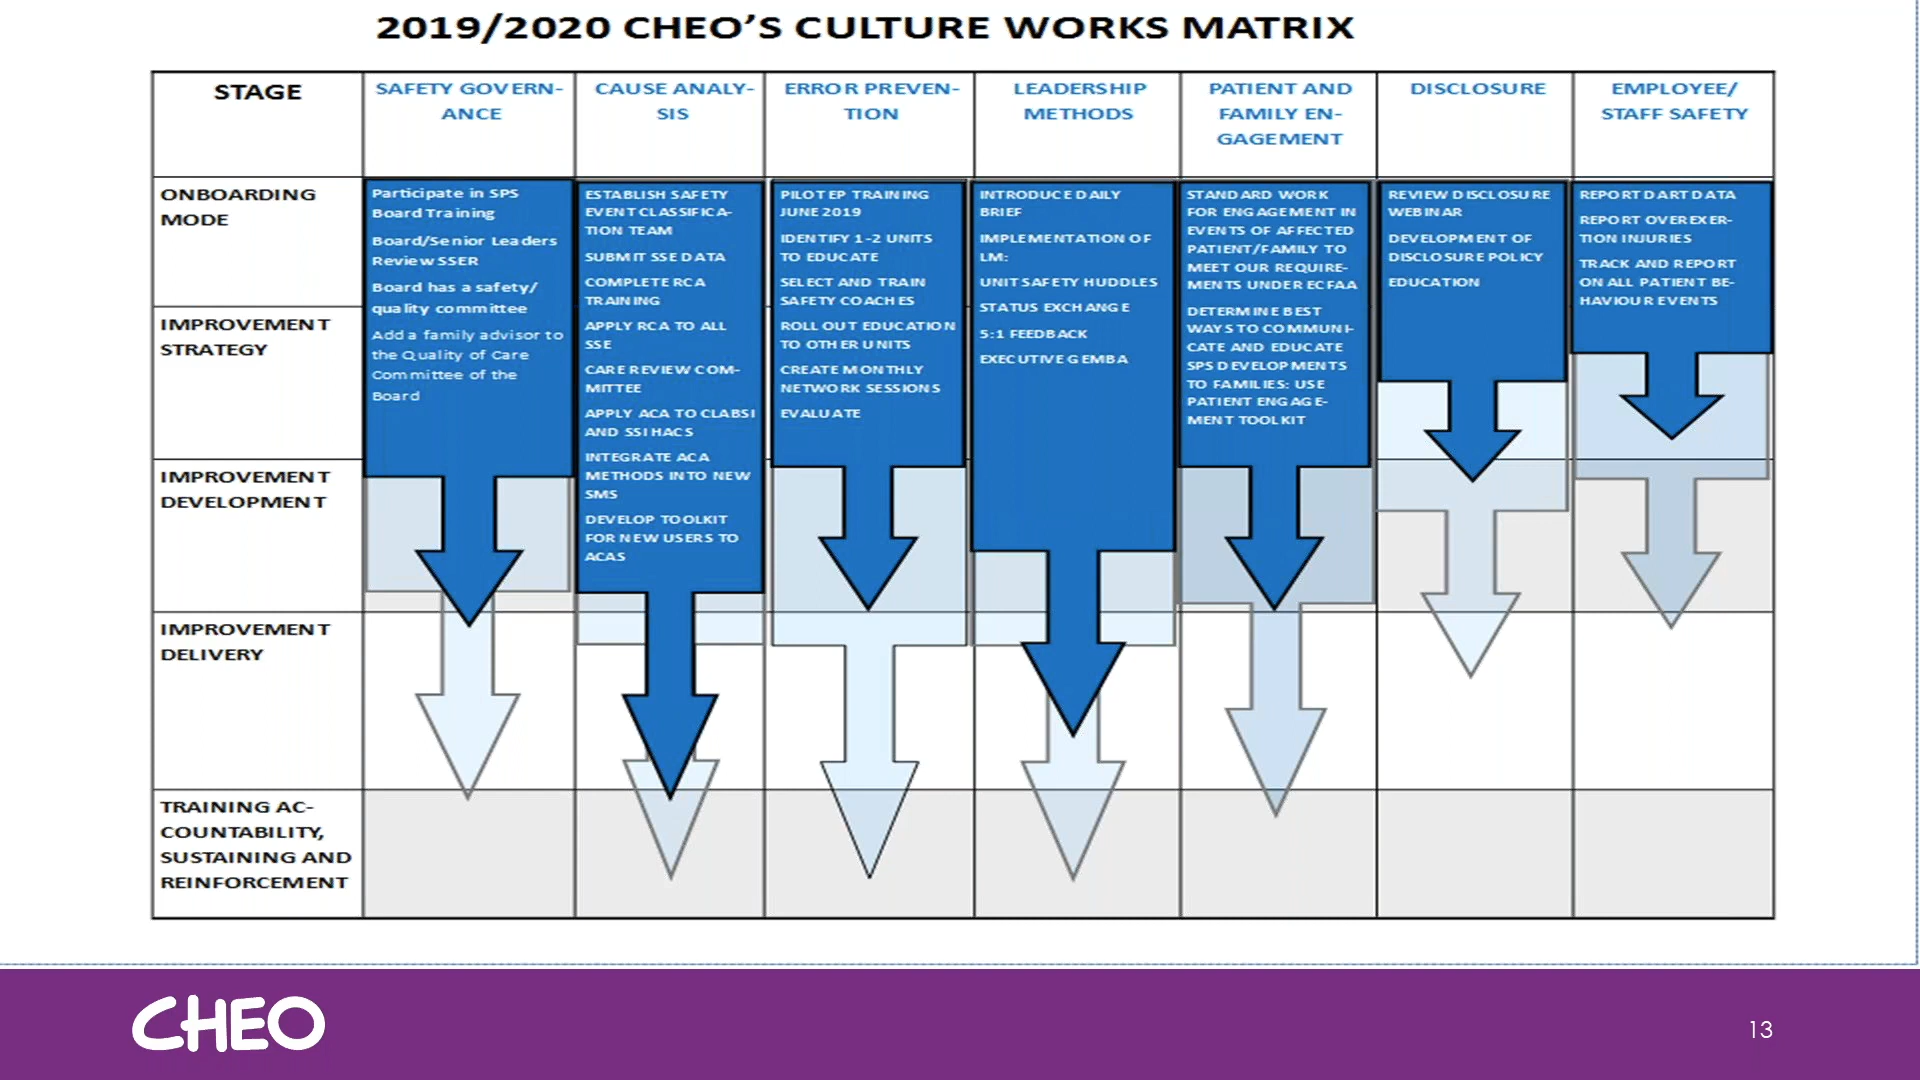 2019/2020 CHEO'S CULTURE WORKS MATRIX
STAGE
SAFETY GOVERN-
ANCE
CAUSE ANALY-
SIS
ERROR PREVEN-
TION
LEADERSHIP
METHODS
PATIENT AND
FAMILY EN-
GAGEMENT
DISCLOSURE
EMPLOYEE/
STAFF SAFETY
ONBOARDING
MODE
IMPROVEMENT
STRATEGY
IMPROVEMENT
DEVELOPMENT
IMPROVEMENT
DELIVERY
TRAINING AC-
COUNTABILITY,
SUSTAINING AND
REINFORCEMENT
Participate in SPS
Board Training
Board/Senior Leaders
Review SSER
Board has a safety/
quality committee
Add a family advisor to
the Quality of Care
Committee of the
Board
ESTABLISH SAFETY
EVENT CLASSIFICA-
TION TEAM
SUBMIT SSE DATA
COMPLETE RCA
TRAINING
APPLY RCA TO ALL
SSE
CARE REVIEW COM-
MITTEE
APPLY ACA TO CLABSI
AND SSI HACS
INTEGRATE ACA
METHODS INTO NEW
SMS
DEVELOP TOOLKIT
FOR NEW USERS TO
ACAS
PILOT EP TRAINING
JUNE 2019
IDENTIFY 1-2 UNITS
TO EDUCATE
SELECT AND TRAIN
SAFETY COACHES
ROLL OUT EDUCATION
TO OTHER UNITS
CREATE MONTHLY
NETWORK SESSIONS
EVALUATE
INTRODUCE DAILY
BRIEF
IMPLEMENTATION OF
LM:
UNIT SAFETY HUDDLES
STATUS EXCHANGE
5:1 FEEDBACK
EXECUTIVE GEMBA
STANDARD WORK
FOR ENGAGEMENT IN
EVENTS OF AFFECTED
PATIENT/FAMILY TO
MEET OUR REQUIRE-
MENTS UNDER ECFAA
DETERMINE BEST
WAYS TO COMMUNI-
CATE AND EDUCATE
SPS DEVELOPMENTS
TO FAMILIES: USE
PATIENT ENGAGE-
MENT TOOLKIT
REVIEW DISCLOSURE
WEBINAR
DEVELOPMENT OF
DISCLOSURE POLICY
EDUCATION
REPORT DART DATA
REPORT OVEREXER-
TION INJURIES
TRACK AND REPORT
ON ALL PATIENT BE-
HAVIOUR EVENTS
CHEO
13